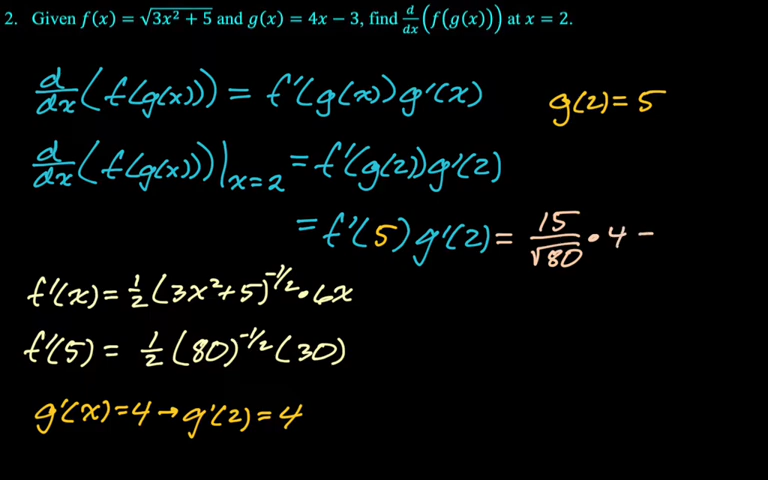 2. Given f(x) = √(3x² + 5) and g(x) = 4x − 3, find d/dx (f(g(x))) at x = 2.
d/dx (f(g(x))) = f'(g(x))g'(x)
g(2) = 5
d/dx (f(g(x)))|x=2 = f'(g(2))g'(2)
= f'(5)g'(2) = 15/√80 • 4 =
f'(x) = 1/2 (3x²+5)^-1/2 • 6x
f'(5) = 1/2 (80)^-1/2 (30)
g'(x) = 4 → g'(2) = 4